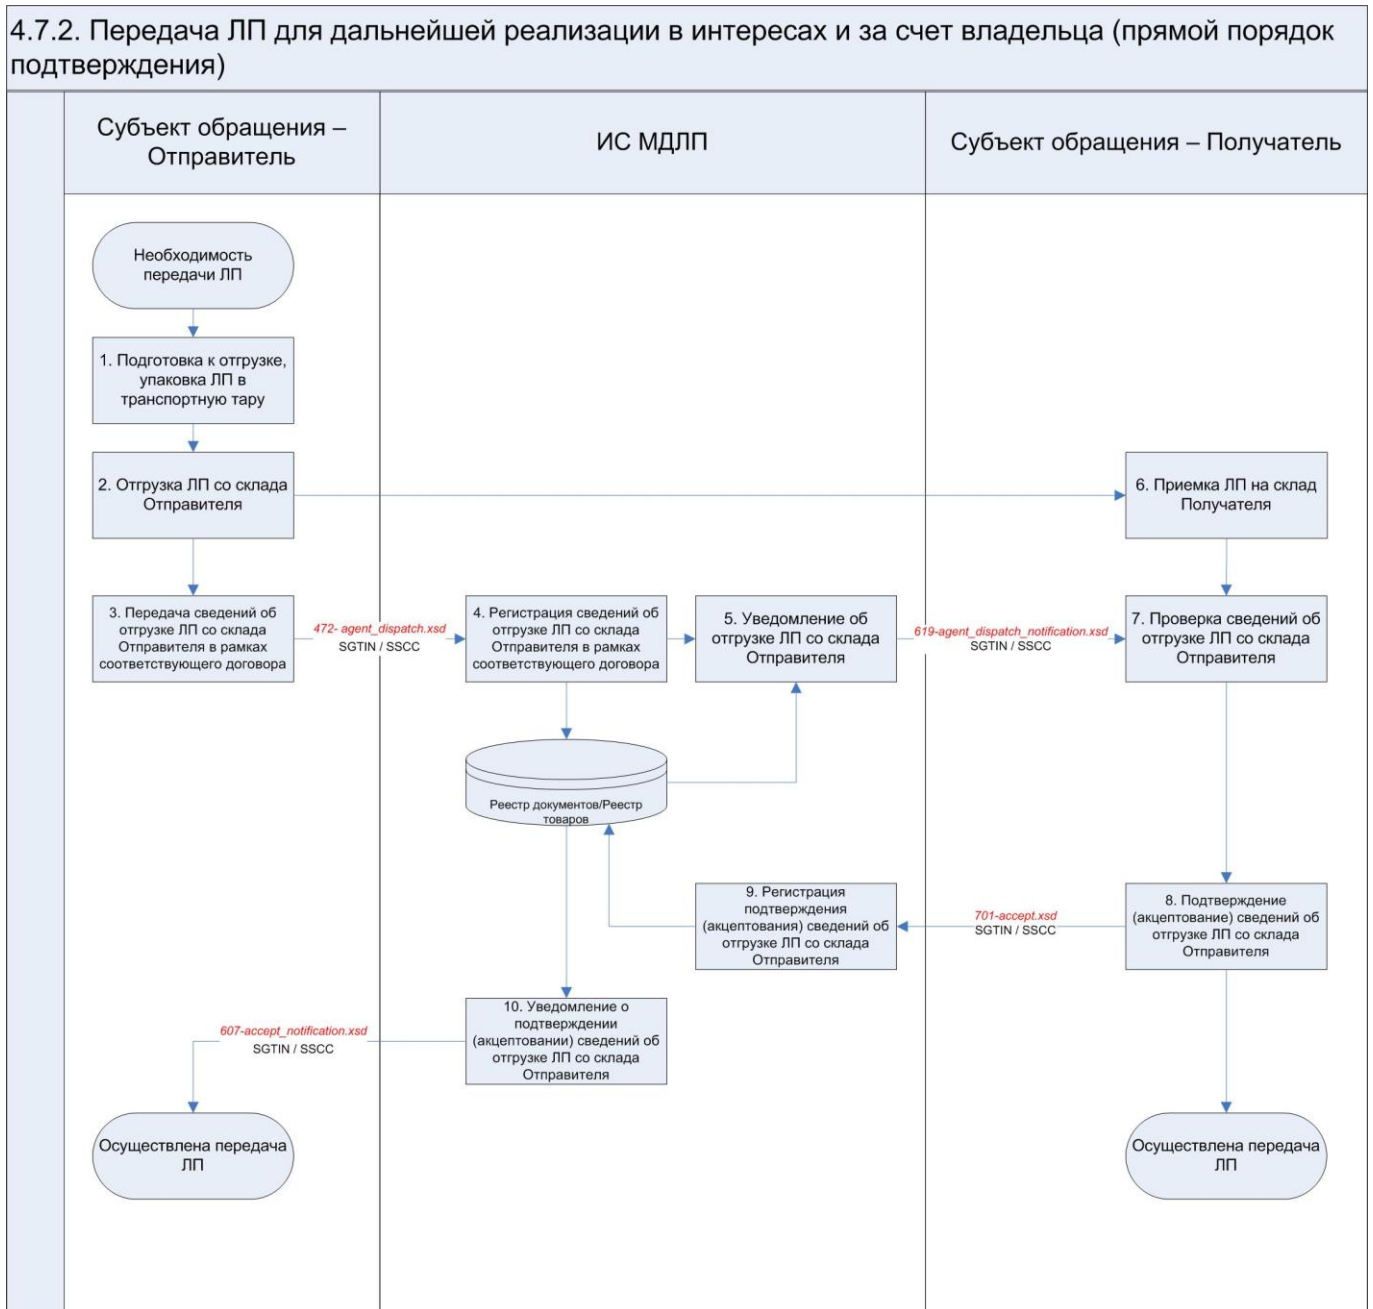 4.7.2. Передача ЛП для дальнейшей реализации в интересах и за счет владельца (прямой порядок
подтверждения)
Субъект обращения –
Отправитель
ИС МДЛП
Субъект обращения – Получатель
Необходимость
передачи ЛП
1. Подготовка к отгрузке,
упаковка ЛП в
транспортную тару
2. Отгрузка ЛП со склада
Отправителя
6. Приемка ЛП на склад
Получателя
3. Передача сведений об
отгрузке ЛП со склада
Отправителя в рамках
соответствующего договора
472- agent_dispatch.xsd
SGTIN / SSCC
4. Регистрация сведений об
отгрузке ЛП со склада
Отправителя в рамках
соответствующего договора
5. Уведомление об
отгрузке ЛП со склада
Отправителя
619-agent_dispatch_notification.xsd
SGTIN / SSCC
7. Проверка сведений об
отгрузке ЛП со склада
Отправителя
Реестр документов/Реестр
товаров
9. Регистрация
подтверждения
(акцептования) сведений об
отгрузке ЛП со склада
Отправителя
701-accept.xsd
SGTIN / SSCC
8. Подтверждение
(акцептование) сведений об
отгрузке ЛП со склада
Отправителя
607-accept_notification.xsd
SGTIN / SSCC
10. Уведомление о
подтверждении
(акцептовании) сведений об
отгрузке ЛП со склада
Отправителя
Осуществлена передача
ЛП
Осуществлена передача
ЛП